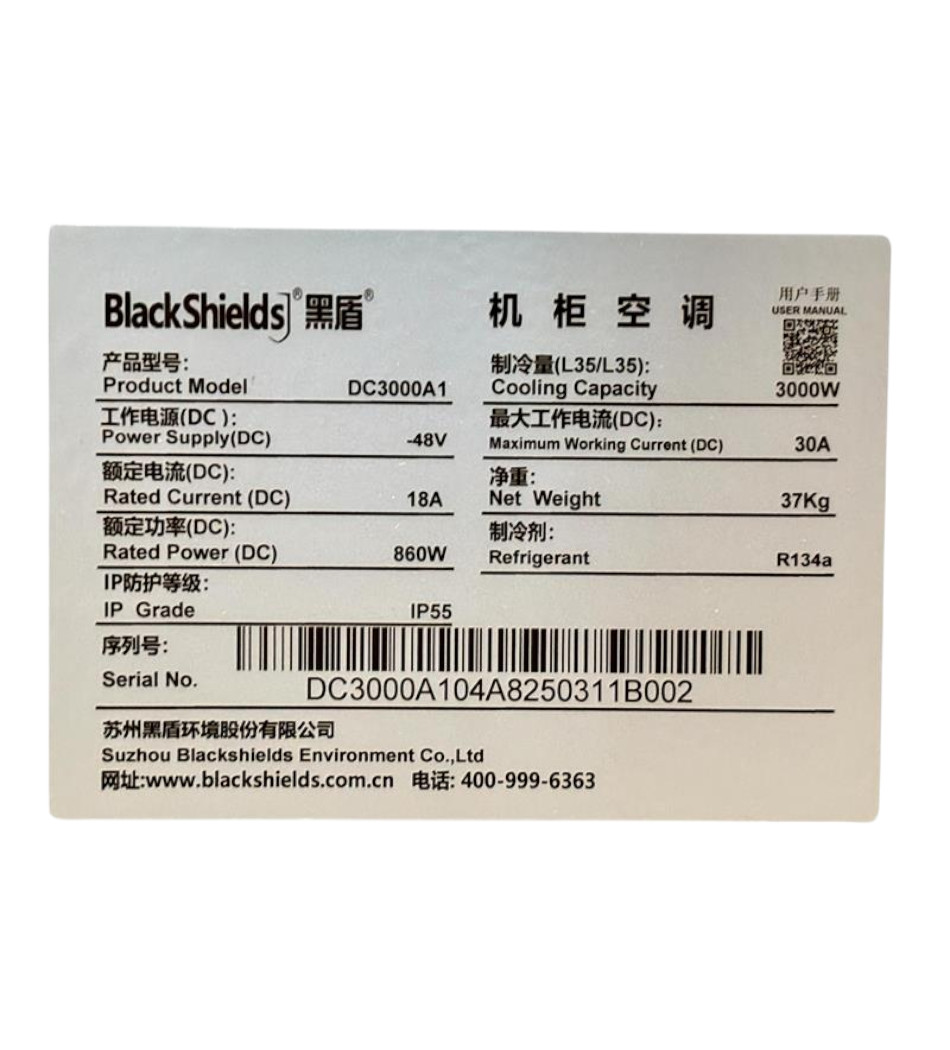 BlackShields® 黑盾®
机柜空调
用户手册
USER MANUAL
产品型号:
Product Model DC3000A1
制冷量(L35/L35):
Cooling Capacity 3000W
工作电源(DC ):
Power Supply(DC) -48V
最大工作电流(DC):
Maximum Working Current (DC) 30A
额定电流(DC):
Rated Current (DC) 18A
净重:
Net Weight 37Kg
额定功率(DC):
Rated Power (DC) 860W
制冷剂:
Refrigerant R134a
IP防护等级:
IP Grade IP55
序列号:
Serial No. DC3000A104A8250311B002
苏州黑盾环境股份有限公司
Suzhou Blackshields Environment Co.,Ltd
网址:www.blackshields.com.cn 电话: 400-999-6363